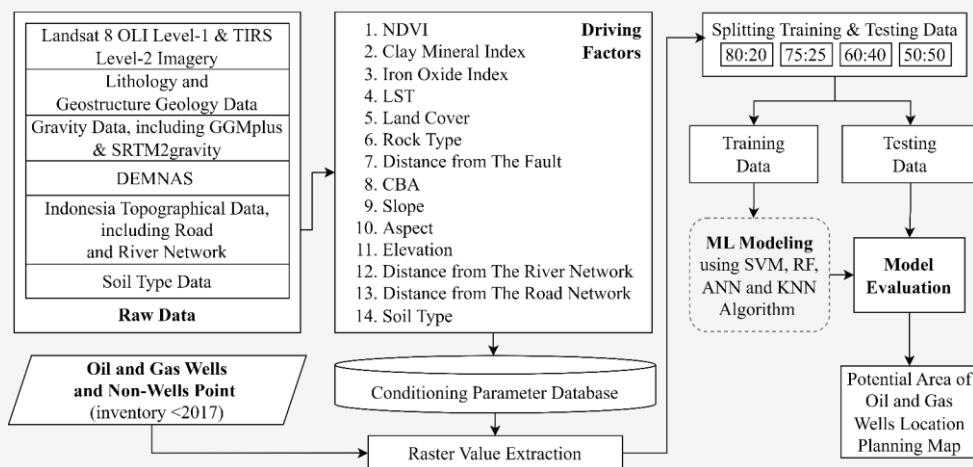 Landsat 8 OLI Level-1 & TIRS
Level-2 Imagery
Lithology and
Geostructure Geology Data
Gravity Data, including GGMplus
& SRTM2gravity
DEMNAS
Indonesia Topographical Data,
including Road
and River Network
Soil Type Data
Raw Data
Oil and Gas Wells
and Non-Wells Point
(inventory <2017)
Driving
Factors
1. NDVI
2. Clay Mineral Index
3. Iron Oxide Index
4. LST
5. Land Cover
6. Rock Type
7. Distance from The Fault
8. CBA
9. Slope
10. Aspect
11. Elevation
12. Distance from The River Network
13. Distance from The Road Network
14. Soil Type
Conditioning Parameter Database
Raster Value Extraction
Splitting Training & Testing Data
80:20 75:25 60:40 50:50
Training
Data
Testing
Data
ML Modeling
using SVM, RF,
ANN and KNN
Algorithm
Model
Evaluation
Potential Area of
Oil and Gas
Wells Location
Planning Map